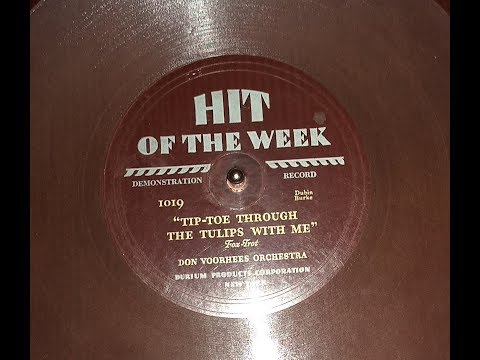 HIT
OF THE WEEK
DEMONSTRATION RECORD
1019
Dubin
Burke
"TIP-TOE THROUGH
THE TULIPS WITH ME"
Fox-Trot
DON VOORHEES ORCHESTRA
DURIUM PRODUCTS CORPORATION
NEW YORK